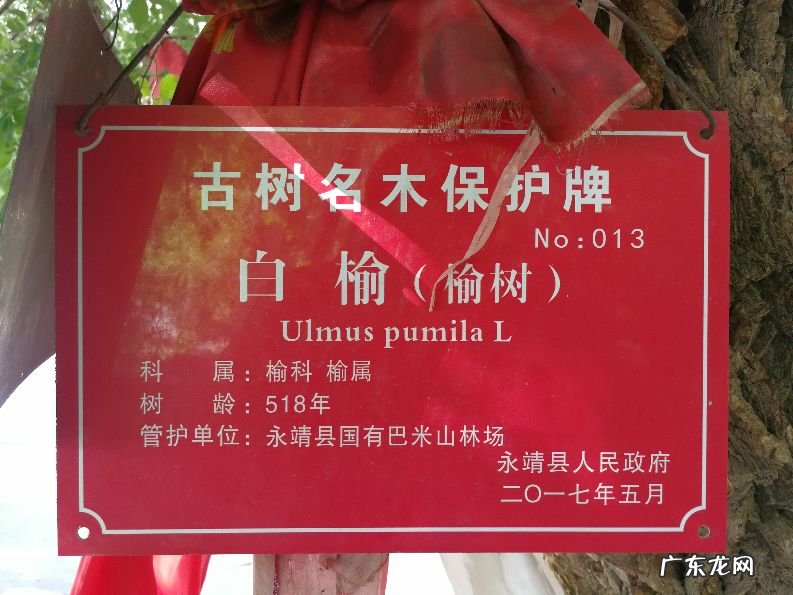 古树名木保护牌
No:013
白 榆（榆树）
Ulmus pumila L
科 属：榆科 榆属
树 龄：518年
管护单位：永靖县国有巴米山林场
永靖县人民政府
二〇一七年五月
广东龙网